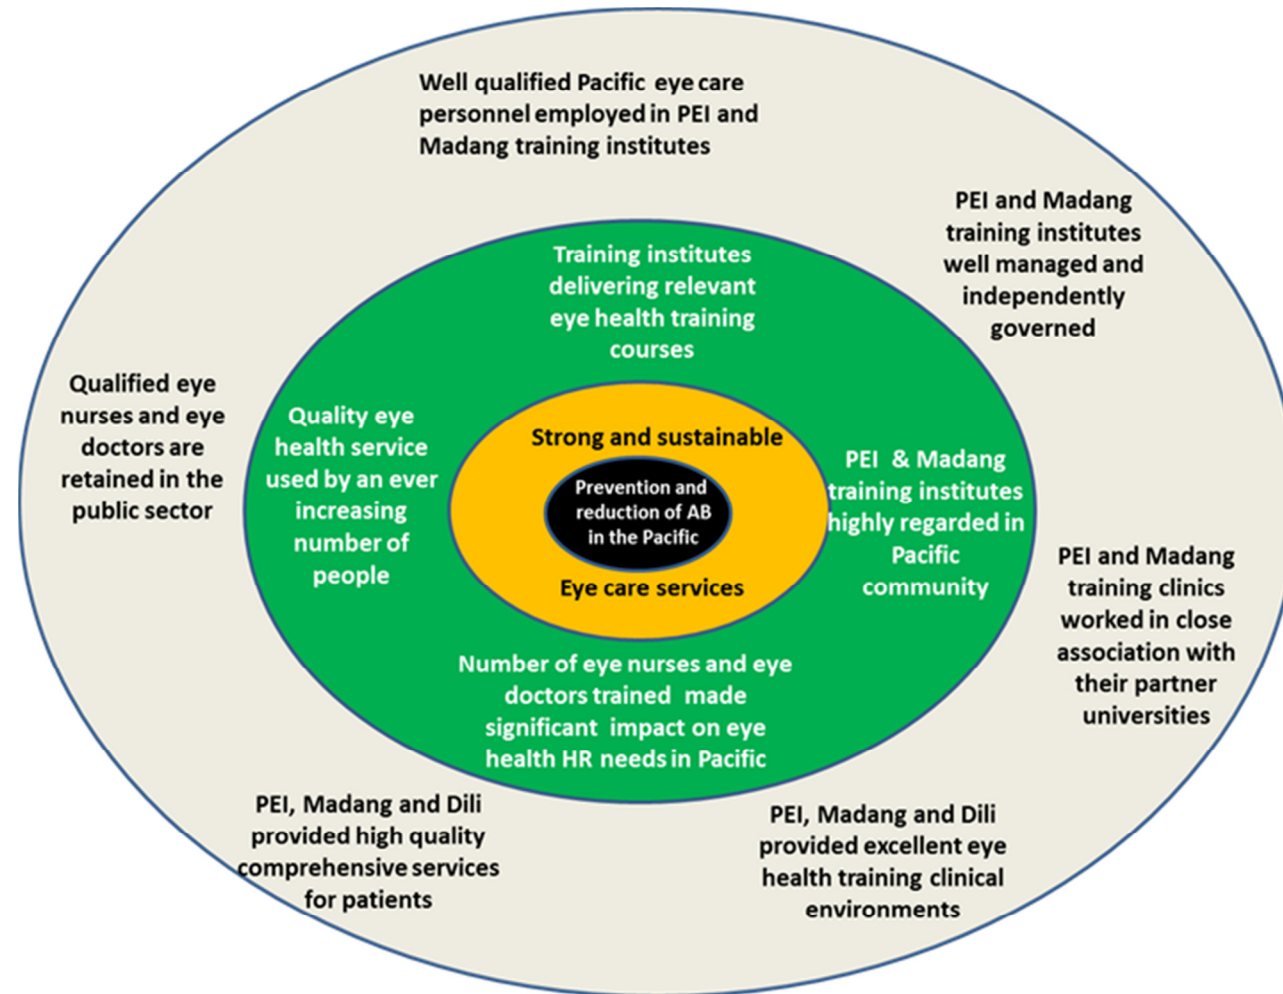 Well qualified Pacific eye care
personnel employed in PEI and
Madang training institutes
PEI and Madang
training institutes
well managed and
independently
governed
Training institutes
delivering relevant
eye health training
courses
Qualified eye
nurses and eye
doctors are
retained in the
public sector
Quality eye
health service
used by an ever
increasing
number of
people
Strong and sustainable
Prevention and
reduction of AB
in the Pacific
Eye care services
PEI & Madang
training institutes
highly regarded in
Pacific
community
PEI and Madang
training clinics
worked in close
association with
their partner
universities
Number of eye nurses and eye
doctors trained made
significant impact on eye
health HR needs in Pacific
PEI, Madang and Dili
provided high quality
comprehensive services
for patients
PEI, Madang and Dili
provided excellent eye
health training clinical
environments